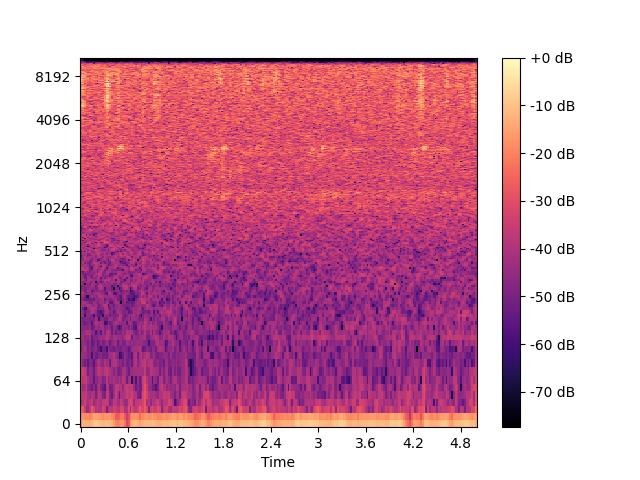 8192
4096
2048
1024
512
256
128
64
0
Hz
0 0.6 1.2 1.8 2.4 3 3.6 4.2 4.8
Time
+0 dB
-10 dB
-20 dB
-30 dB
-40 dB
-50 dB
-60 dB
-70 dB